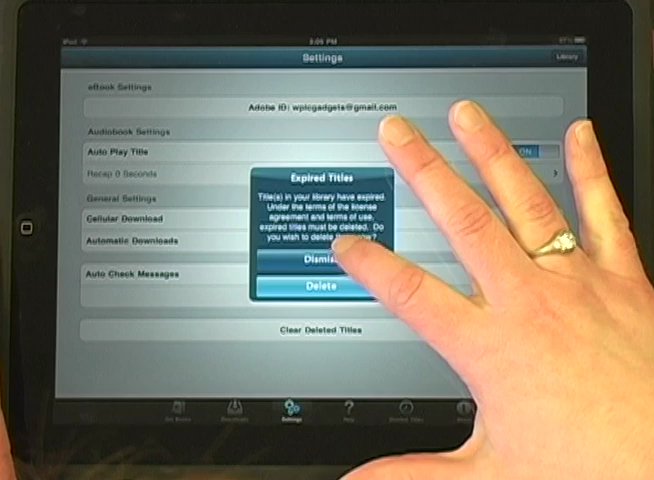 iPad
3:05 PM
Settings
Library
eBook Settings
Adobe ID: wplcgadgets@gmail.com
Audiobook Settings
Auto Play Title
ON
Recap 0 Seconds
General Settings
Cellular Download
Automatic Downloads
Auto Check Messages
Expired Titles
Title(s) in your library have expired.
Under the terms of the license
agreement and terms of use,
expired titles must be deleted. Do
you wish to delete
Dismis
Delete
Clear Deleted Titles
Settings
Help